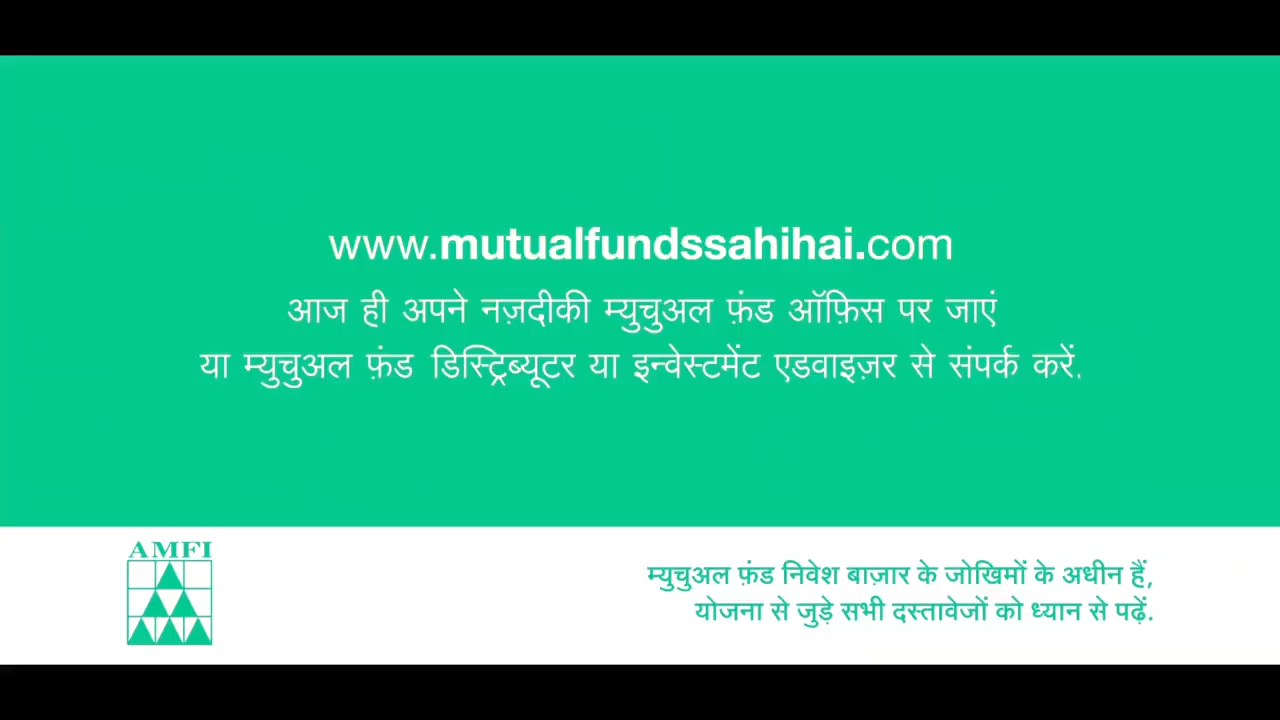 www.mutualfundssahihai.com
आज ही अपने नज़दीकी म्युचुअल फ़ंड ऑफ़िस पर जाएं
या म्युचुअल फ़ंड डिस्ट्रिब्यूटर या इन्वेस्टमेंट एडवाइज़र से संपर्क करें.
AMFI
म्युचुअल फ़ंड निवेश बाज़ार के जोखिमों के अधीन हैं,
योजना से जुड़े सभी दस्तावेजों को ध्यान से पढ़ें.